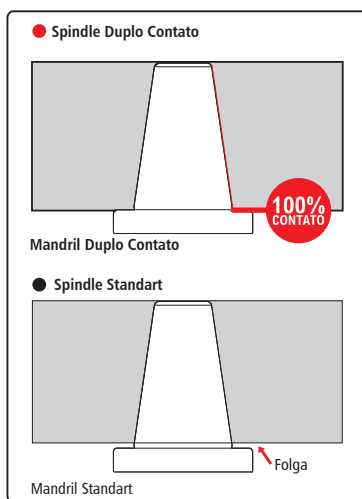 Spindle Duplo Contato
100%
CONTATO
Mandril Duplo Contato
Spindle Standart
Folga
Mandril Standart